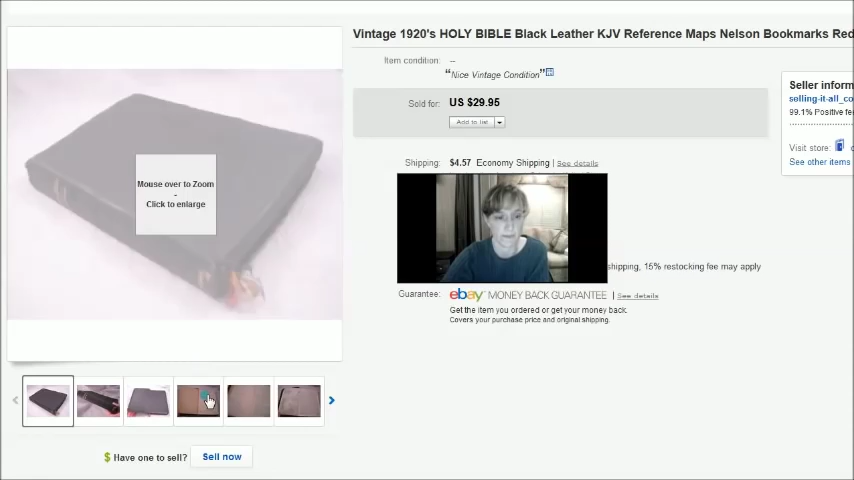 Vintage 1920's HOLY BIBLE Black Leather KJV Reference Maps Nelson Bookmarks Red
Item condition: --
“Nice Vintage Condition”
Sold for: US $29.95
Add to list
Shipping: $4.57 Economy Shipping | See details
shipping, 15% restocking fee may apply
Guarantee: ebay MONEY BACK GUARANTEE | See details
Get the item you ordered or get your money back.
Covers your purchase price and original shipping.
Seller inform
selling-it-all_co
99.1% Positive fe
Visit store:
See other items
Mouse over to Zoom
-
Click to enlarge
$ Have one to sell? Sell now